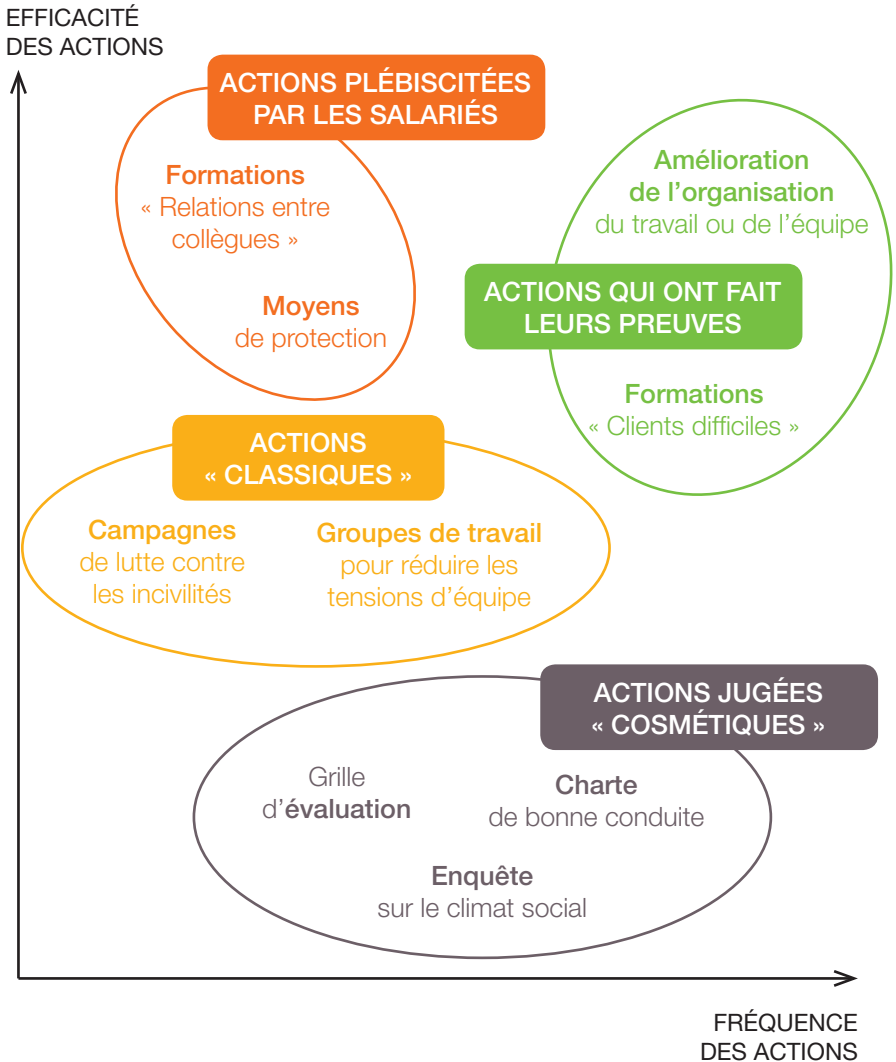 EFFICACITÉ
DES ACTIONS
ACTIONS PLÉBISCITÉES
PAR LES SALARIÉS
Formations
« Relations entre
collègues »
Moyens
de protection
Amélioration
de l'organisation
du travail ou de l'équipe
ACTIONS QUI ONT FAIT
LEURS PREUVES
Formations
« Clients difficiles »
ACTIONS
« CLASSIQUES »
Campagnes
de lutte contre
les incivilités
Groupes de travail
pour réduire les
tensions d'équipe
ACTIONS JUGÉES
« COSMÉTIQUES »
Grille
d'évaluation
Charte
de bonne conduite
Enquête
sur le climat social
FRÉQUENCE
DES ACTIONS